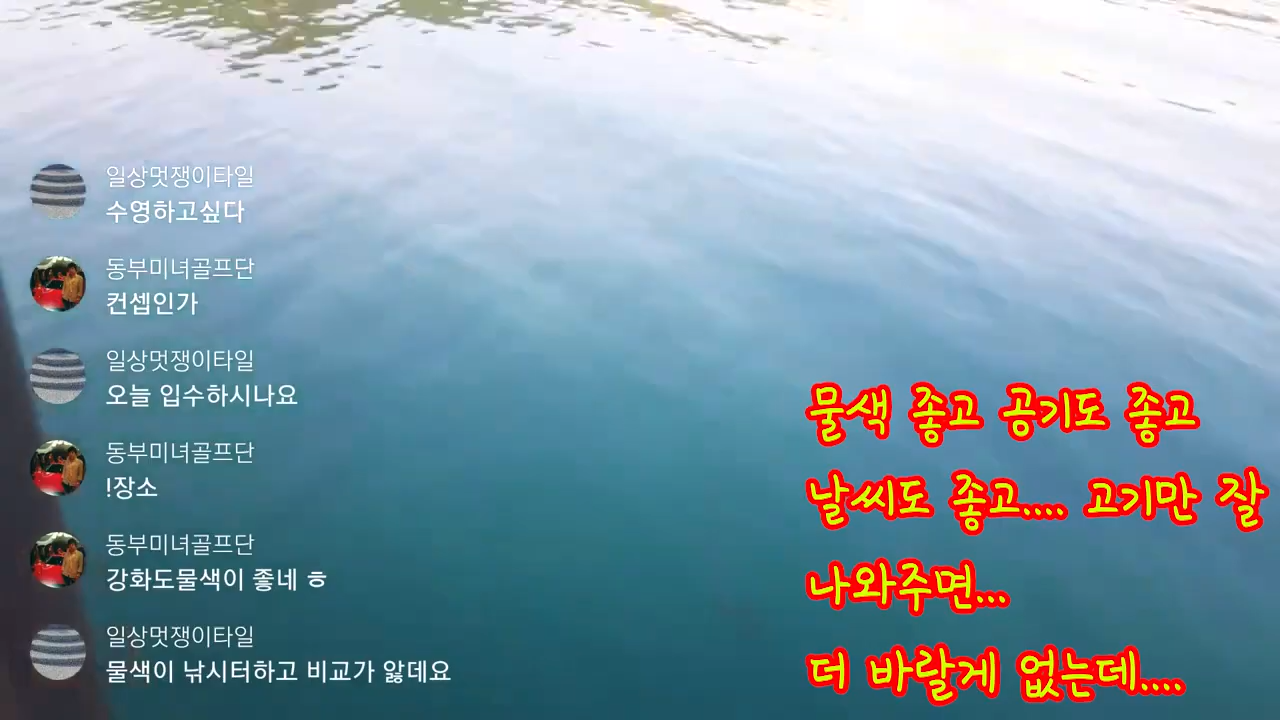 일상멋쟁이타일
수영하고싶다
동부미녀골프단
컨셉인가
일상멋쟁이타일
오늘 입수하시나요
동부미녀골프단
!장소
동부미녀골프단
강화도물색이 좋네 ㅎ
일상멋쟁이타일
물색이 낚시터하고 비교가 앓데요
물색 좋고 공기도 좋고
날씨도 좋고.... 고기만 잘
나와주면...
더 바랄게 없는데....